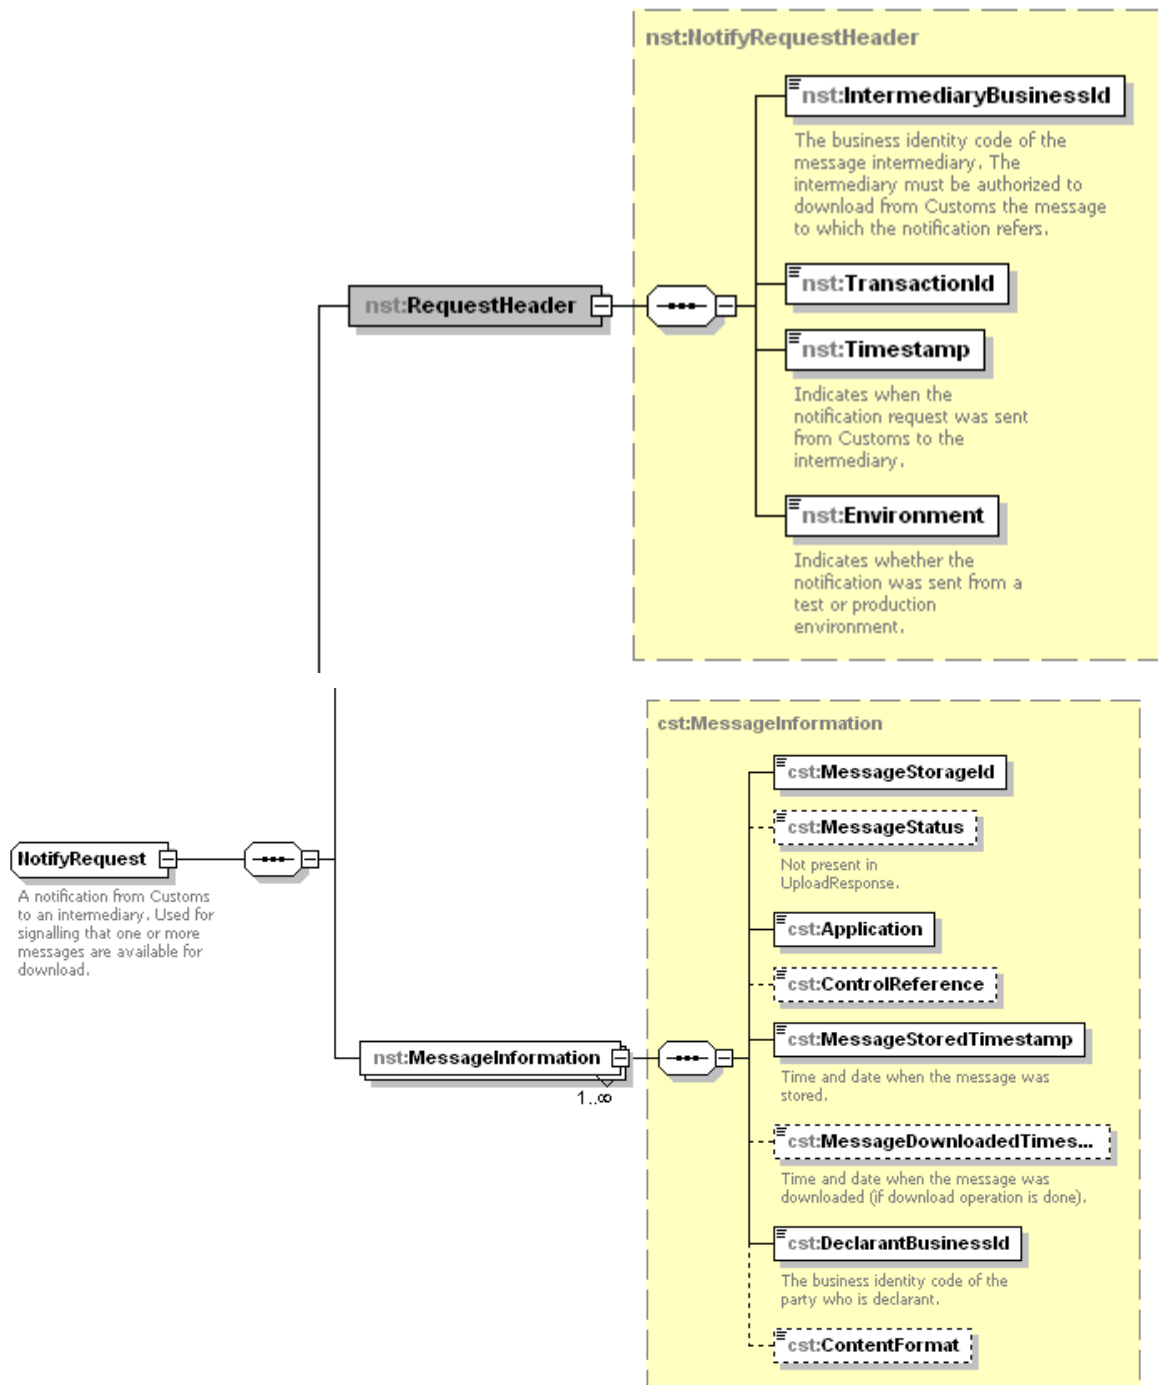 nst:NotifyRequestHeader
nst:IntermediaryBusinessId
The business identity code of the
message intermediary. The
intermediary must be authorized to
download from Customs the message
to which the notification refers.
nst:RequestHeader
nst:TransactionId
nst:Timestamp
Indicates when the
notification request was sent
from Customs to the
intermediary.
nst:Environment
Indicates whether the
notification was sent from a
test or production
environment.
NotifyRequest
A notification from Customs
to an intermediary. Used for
signalling that one or more
messages are available for
download.
nst:MessageInformation
1..∞
cst:MessageInformation
cst:MessageStorageId
cst:MessageStatus
Not present in
UploadResponse.
cst:Application
cst:ControlReference
cst:MessageStoredTimestamp
Time and date when the message was
stored.
cst:MessageDownloadedTimes...
Time and date when the message was
downloaded (if download operation is done).
cst:DeclarantBusinessId
The business identity code of the
party who is declarant.
cst:ContentFormat